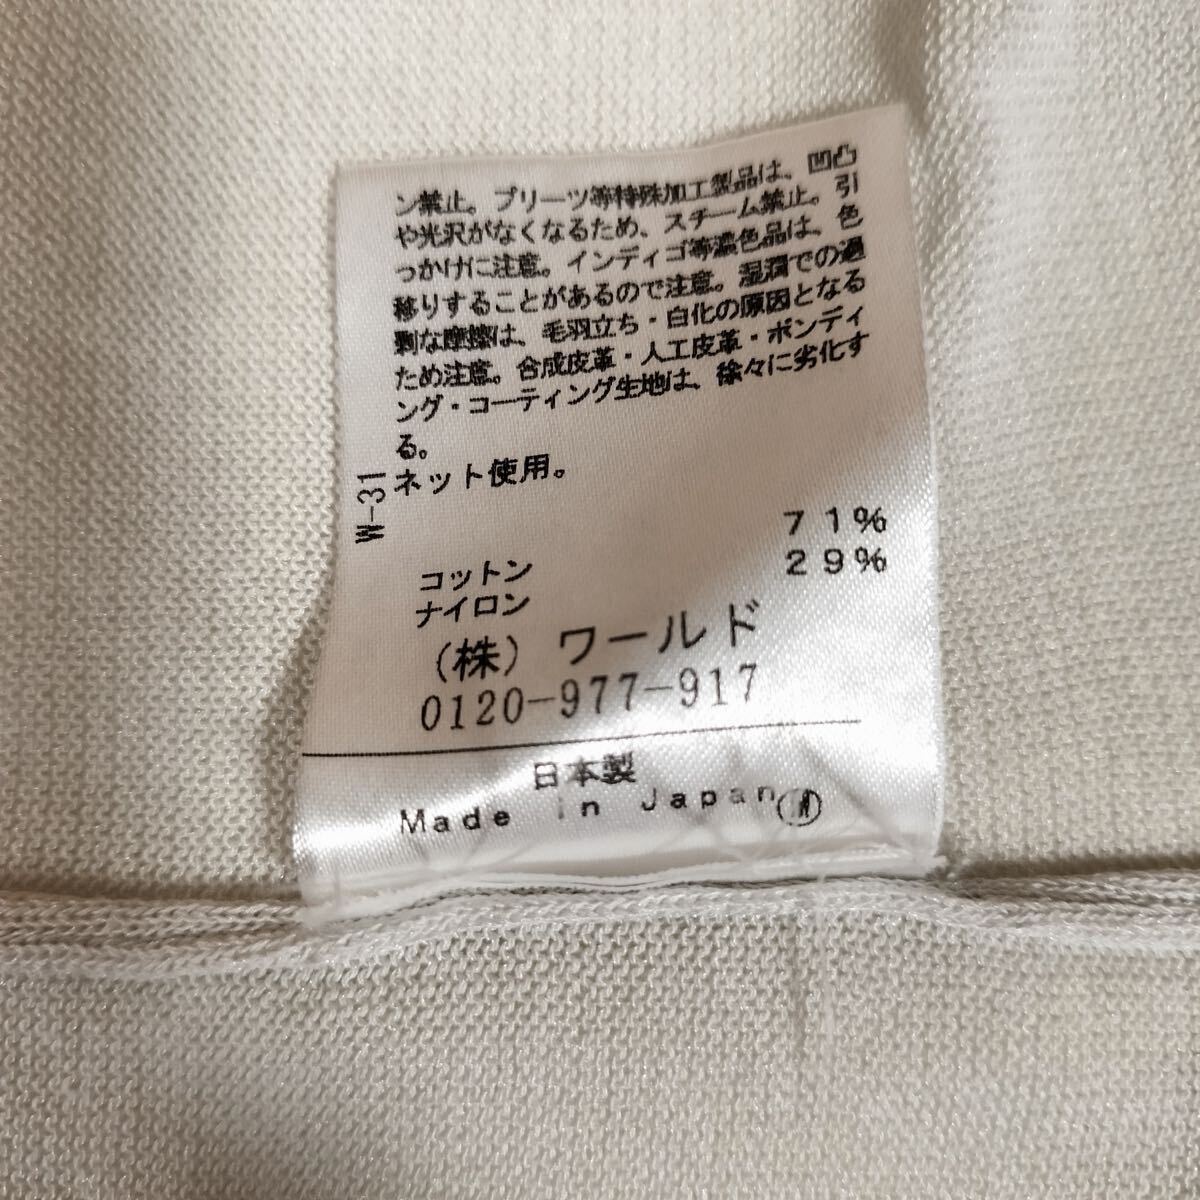 ン禁止。プリーツ等特殊加工製品は、凹凸
や光沢がなくなるため、スチーム禁止。引
っかけに注意。インディゴ等濃色品は、色
移りすることがあるので注意。湿潤での過
剰な摩擦は、毛羽立ち・白化の原因となる
ため注意。合成皮革・人工皮革・ボンディ
ング・コーティング生地は、徐々に劣化す
る。
ネット使用。
W-31
71%
29%
コットン
ナイロン
(株) ワールド
0120-977-917
日本製
Made in Japan